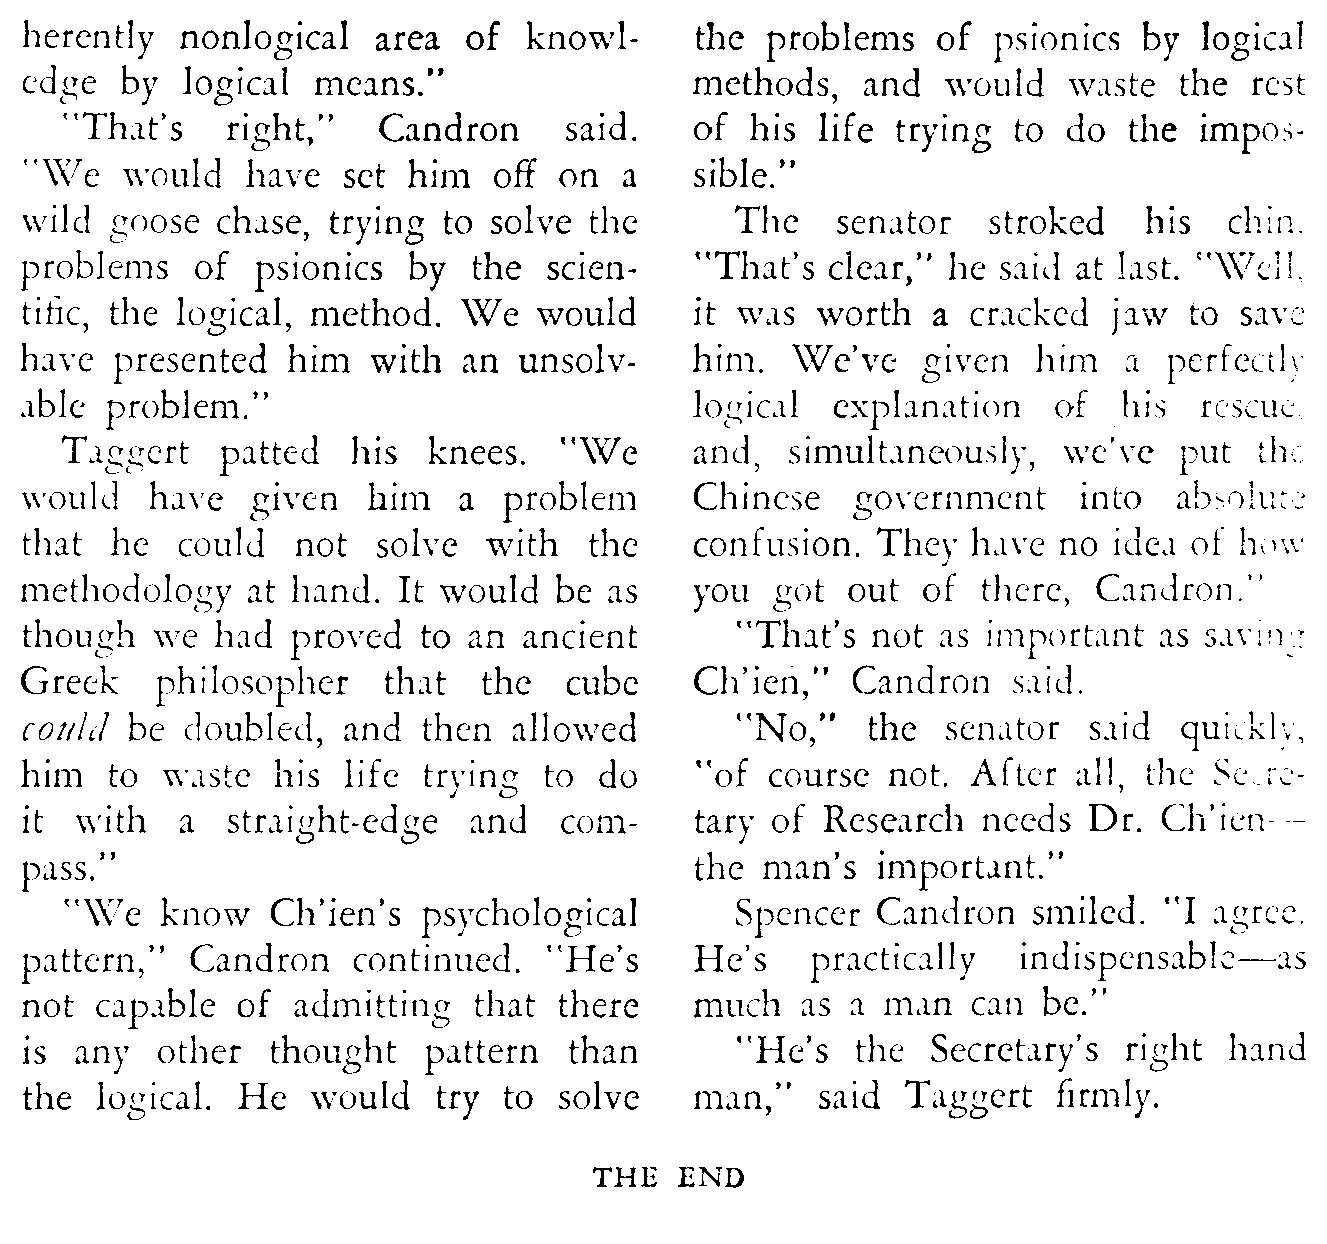 herently nonlogical area of knowl-
edge by logical means."
"That's right," Candron said.
"We would have set him off on a
wild goose chase, trying to solve the
problems of psionics by the scien-
tific, the logical, method. We would
have presented him with an unsolv-
able problem."
Taggert patted his knees. "We
would have given him a problem
that he could not solve with the
methodology at hand. It would be as
though we had proved to an ancient
Greek philosopher that the cube
could be doubled, and then allowed
him to waste his life trying to do
it with a straight-edge and com-
pass."
"We know Ch'ien's psychological
pattern," Candron continued. "He's
not capable of admitting that there
is any other thought pattern than
the logical. He would try to solve
the problems of psionics by logical
methods, and would waste the rest
of his life trying to do the impos-
sible."
The senator stroked his chin.
"That's clear," he said at last. "Well,
it was worth a cracked jaw to save
him. We've given him a perfectly
logical explanation of his rescue,
and, simultaneously, we've put the
Chinese government into absolute
confusion. They have no idea of how
you got out of there, Candron."
"That's not as important as saving
Ch'ien," Candron said.
"No," the senator said quickly,
"of course not. After all, the Secre-
tary of Research needs Dr. Ch'ien—
the man's important."
Spencer Candron smiled. "I agree.
He's practically indispensable—as
much as a man can be."
"He's the Secretary's right hand
man," said Taggert firmly.
THE END